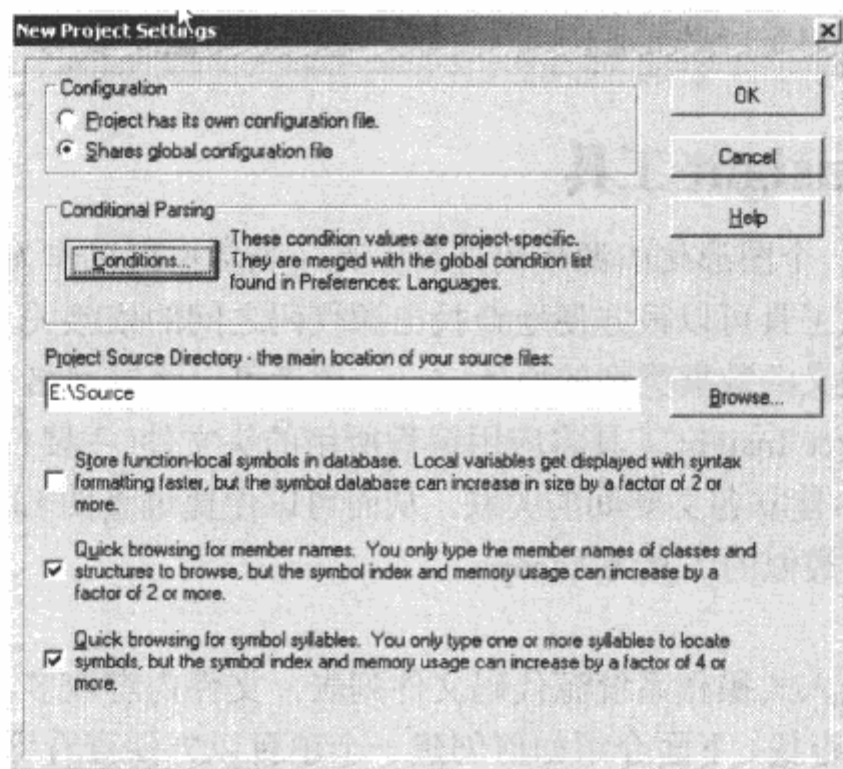 New Project Settings
Configuration
Project has its own configuration file.
Shares global configuration file
OK
Cancel
Help
Conditional Parsing
Conditions...
These condition values are project-specific.
They are merged with the global condition list
found in Preferences: Languages.
Project Source Directory - the main location of your source files:
E:\Source
Browse...
Store function-local symbols in database. Local variables get displayed with syntax
formatting faster, but the symbol database can increase in size by a factor of 2 or
more.
Quick browsing for member names. You only type the member names of classes and
structures to browse, but the symbol index and memory usage can increase by a
factor of 2 or more.
Quick browsing for symbol syllables. You only type one or more syllables to locate
symbols, but the symbol index and memory usage can increase by a factor of 4 or
more.